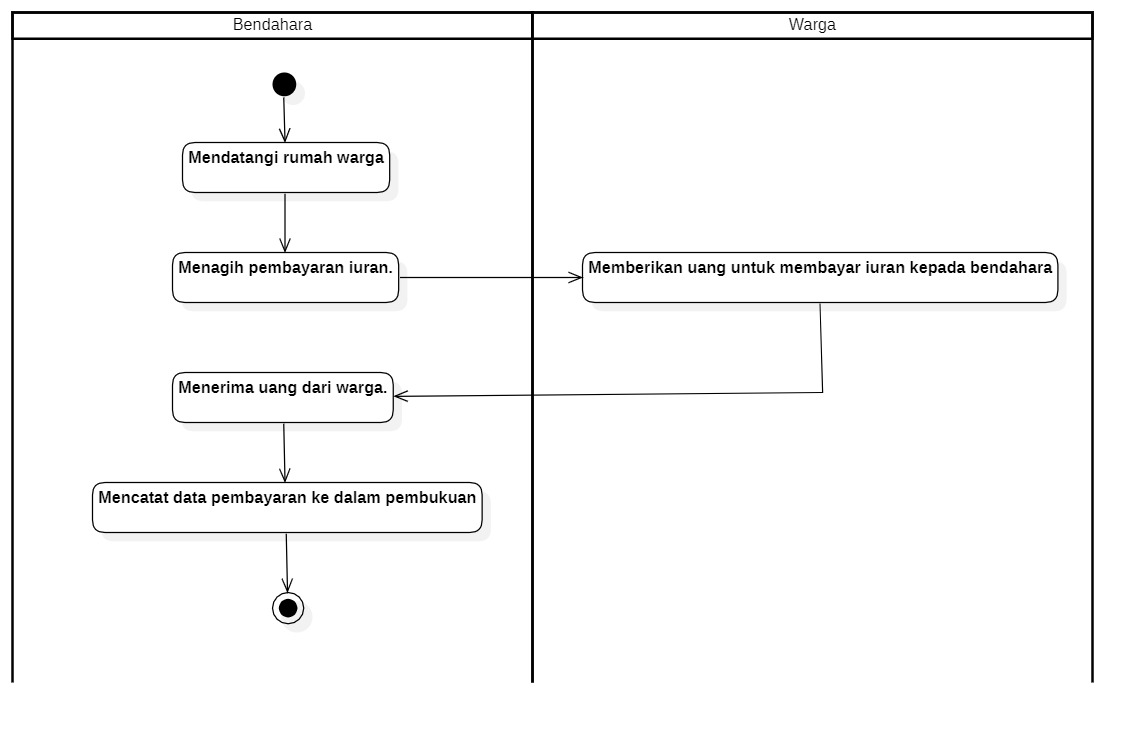 Bendahara
Warga
Mendatangi rumah warga
Menagih pembayaran iuran.
Memberikan uang untuk membayar iuran kepada bendahara
Menerima uang dari warga.
Mencatat data pembayaran ke dalam pembukuan